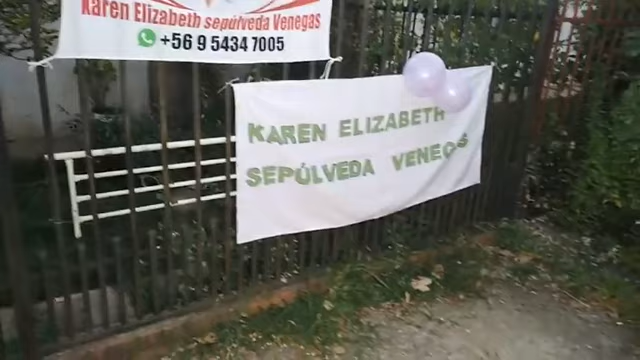 Karen Elizabeth sepúlveda Venegas
+56 9 5434 7005
KAREN ELIZABETH
SEPÚLVEDA VENEGAS